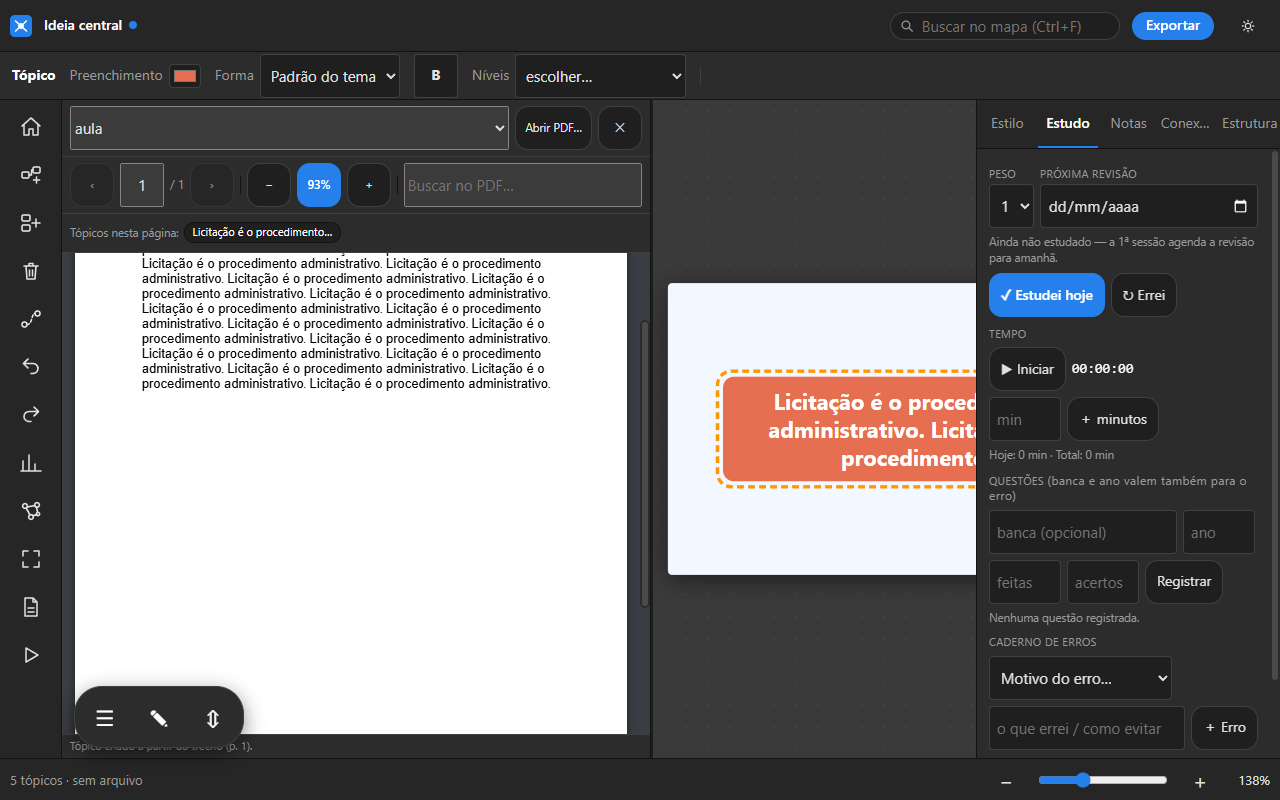 Ideia central
Buscar no mapa (Ctrl+F)
Exportar
Tópico
Preenchimento
Forma
Padrão do tema
B
Níveis
escolher...
aula
Abrir PDF...
×
‹
1
/ 1
›
−
93%
+
Buscar no PDF...
Tópicos nesta página:
Licitação é o procedimento...
Licitação é o procedimento administrativo. Licitação é o procedimento
administrativo. Licitação é o procedimento administrativo. Licitação é o
procedimento administrativo. Licitação é o procedimento administrativo.
Licitação é o procedimento administrativo. Licitação é o procedimento
administrativo. Licitação é o procedimento administrativo. Licitação é o
procedimento administrativo. Licitação é o procedimento administrativo.
Licitação é o procedimento administrativo. Licitação é o procedimento
administrativo. Licitação é o procedimento administrativo. Licitação é o
procedimento administrativo. Licitação é o procedimento administrativo.
Licitação é o proced
administrativo. Licita
procedimento
Estilo
Estudo
Notas
Conex...
Estrutura
PESO
PRÓXIMA REVISÃO
1
dd/mm/aaaa
Ainda não estudado — a 1ª sessão agenda a revisão
para amanhã.
✓ Estudei hoje
↻ Errei
TEMPO
▶ Iniciar
00:00:00
min
+ minutos
Hoje: 0 min · Total: 0 min
QUESTÕES (banca e ano valem também para o
erro)
banca (opcional)
ano
feitas
acertos
Registrar
Nenhuma questão registrada.
CADERNO DE ERROS
Motivo do erro...
o que errei / como evitar
+ Erro
5 tópicos · sem arquivo
−
+
138%